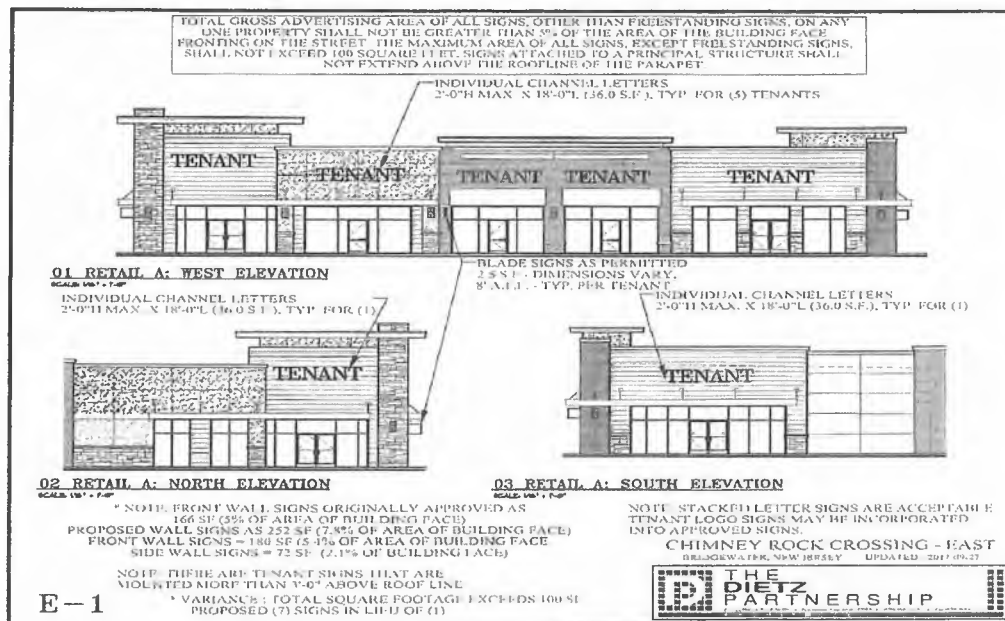 TOTAL GROSS ADVERTISING AREA OF ALL SIGNS, OTHER THAN FREESTANDING SIGNS, ON ANY
ONE PROPERTY SHALL NOT BE GREATER THAN 5% OF THE AREA OF THE BUILDING FACE
FRONTING ON THE STREET. THE MAXIMUM AREA OF ALL SIGNS, EXCEPT FREESTANDING SIGNS,
SHALL NOT EXCEED 100 SQUARE FEET. SIGNS ATTACHED TO A PRINCIPAL STRUCTURE SHALL
NOT EXTEND ABOVE THE ROOFLINE OF THE PARAPET
INDIVIDUAL CHANNEL LETTERS
2'-0"H MAX. X 18'-0"L (36.0 S.F.), TYP. FOR (5) TENANTS
TENANT
TENANT
TENANT
TENANT
TENANT
BLADE SIGNS AS PERMITTED
2.5 S.F. - DIMENSIONS VARY,
- TYP. PER TENANT
01 RETAIL A: WEST ELEVATION
INDIVIDUAL CHANNEL LETTERS
2'-0"H MAX. X 18'-0"L (36.0 S.F.), TYP. FOR (1)
INDIVIDUAL CHANNEL LETTERS
2'-0"H MAX. X 18'-0"L (36.0 S.F.), TYP. FOR (1)
TENANT
TENANT
02 RETAIL A: NORTH ELEVATION
03 RETAIL A: SOUTH ELEVATION
* NOTE: FRONT WALL SIGNS ORIGINALLY APPROVED AS
166 SF (5% OF AREA OF BUILDING FACE)
PROPOSED WALL SIGNS AS 252 SF (7.8% OF AREA OF BUILDING FACE)
FRONT WALL SIGNS = 180 SF (5.4% OF AREA OF BUILDING FACE
SIDE WALL SIGNS = 72 SF (2.1% OF BUILDING FACE)
NOTE: THERE ARE TENANT SIGNS THAT ARE
MOUNTED MORE THAN ABOVE ROOF LINE
* VARIANCE: TOTAL SQUARE FOOTAGE EXCEEDS 100 SF
PROPOSED (7) SIGNS IN LIEU OF (1)
E-1
NOTE: STACKED LETTER SIGNS ARE ACCEPTABLE
TENANT LOGO SIGNS MAY BE INCORPORATED
INTO APPROVED SIGNS.
CHIMNEY ROCK CROSSING - EAST
BRIDGEWATER, NEW JERSEY UPDATED - 2017-09-27
THE
DIETZ
PARTNERSHIP